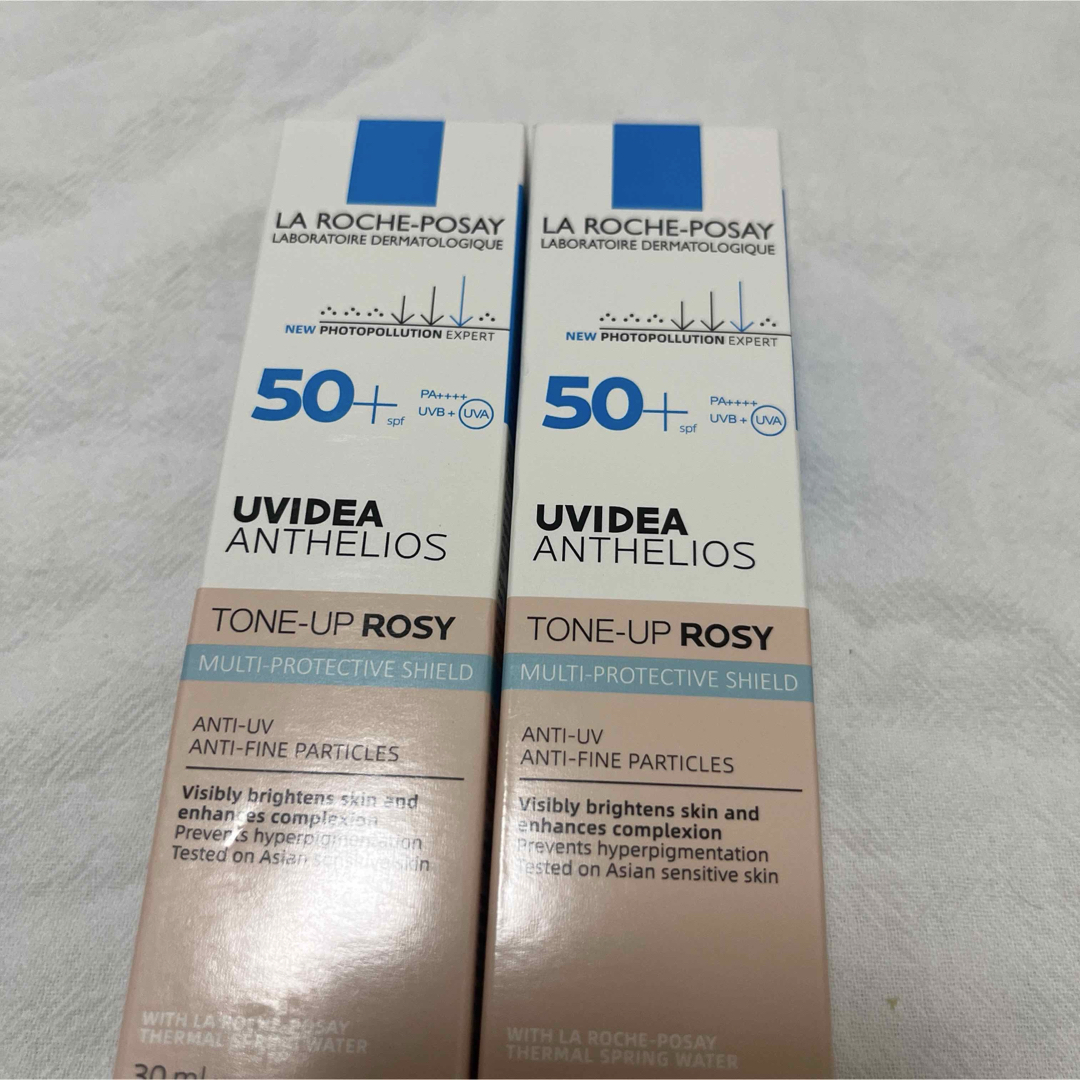 LA ROCHE-POSAY
LABORATOIRE DERMATOLOGIQUE
NEW PHOTOPOLLUTION EXPERT
50+ spf
PA++++
UVB + UVA
UVIDEA
ANTHELIOS
TONE-UP ROSY
MULTI-PROTECTIVE SHIELD
ANTI-UV
ANTI-FINE PARTICLES
Visibly brightens skin and
enhances complexion
Prevents hyperpigmentation
Tested on Asian sensitive skin
WITH LA ROCHE-POSAY
THERMAL SPRING WATER
30 ml
LA ROCHE-POSAY
LABORATOIRE DERMATOLOGIQUE
NEW PHOTOPOLLUTION EXPERT
50+ spf
PA++++
UVB + UVA
UVIDEA
ANTHELIOS
TONE-UP ROSY
MULTI-PROTECTIVE SHIELD
ANTI-UV
ANTI-FINE PARTICLES
Visibly brightens skin and
enhances complexion
Prevents hyperpigmentation
Tested on Asian sensitive skin
WITH LA ROCHE-POSAY
THERMAL SPRING WATER